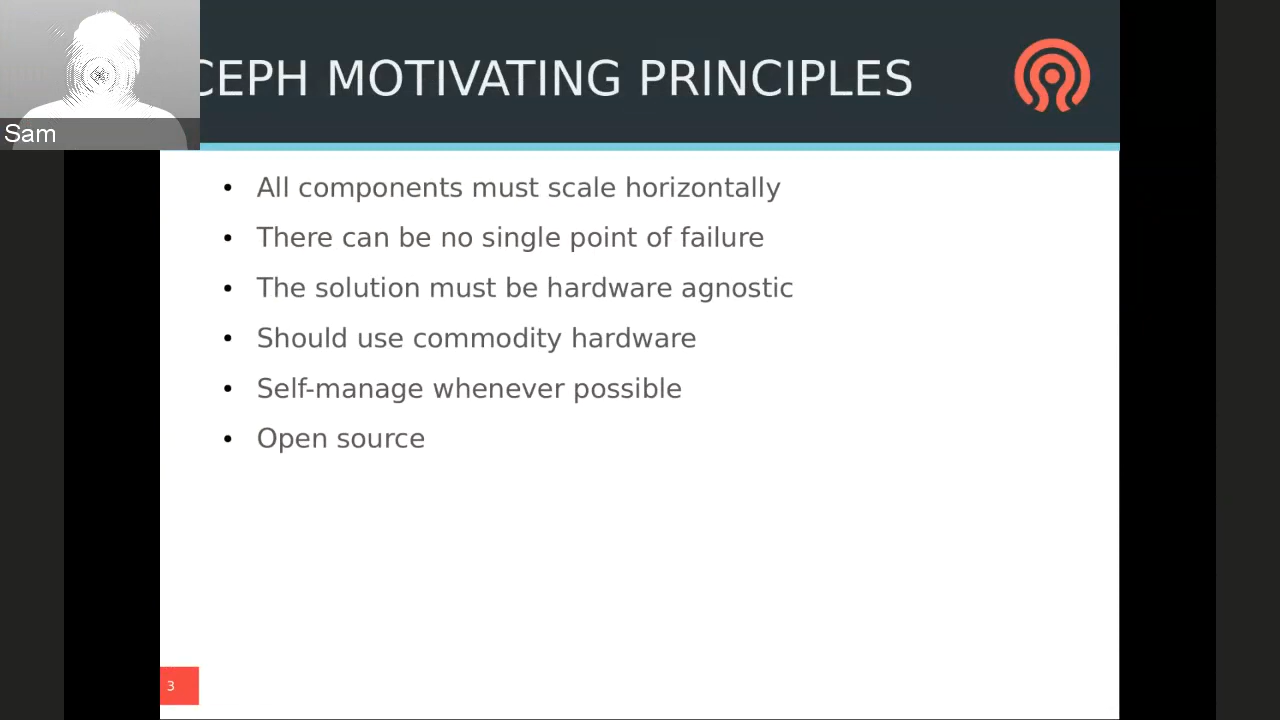 CEPH MOTIVATING PRINCIPLES
Sam
• All components must scale horizontally
• There can be no single point of failure
• The solution must be hardware agnostic
• Should use commodity hardware
• Self-manage whenever possible
• Open source
3